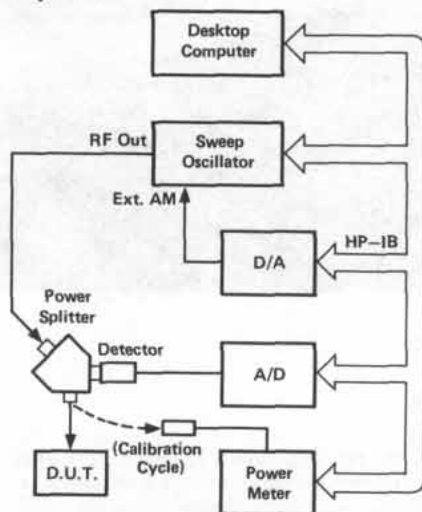 Desktop
Computer
RF Out
Sweep
Oscillator
Ext. AM
HP–IB
D/A
Power
Splitter
Detector
A/D
(Calibration
Cycle)
D.U.T.
Power
Meter